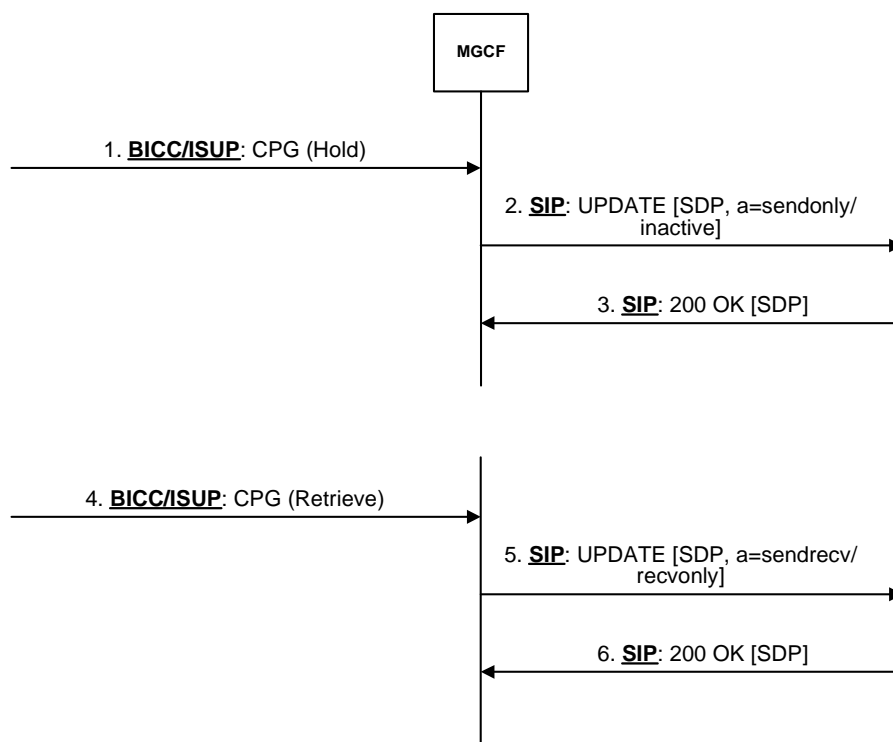 MGCF
1. BICC/ISUP: CPG (Hold)
2. SIP: UPDATE [SDP, a=sendonly/
inactive]
3. SIP: 200 OK [SDP]
4. BICC/ISUP: CPG (Retrieve)
5. SIP: UPDATE [SDP, a=sendrecv/
recvonly]
6. SIP: 200 OK [SDP]